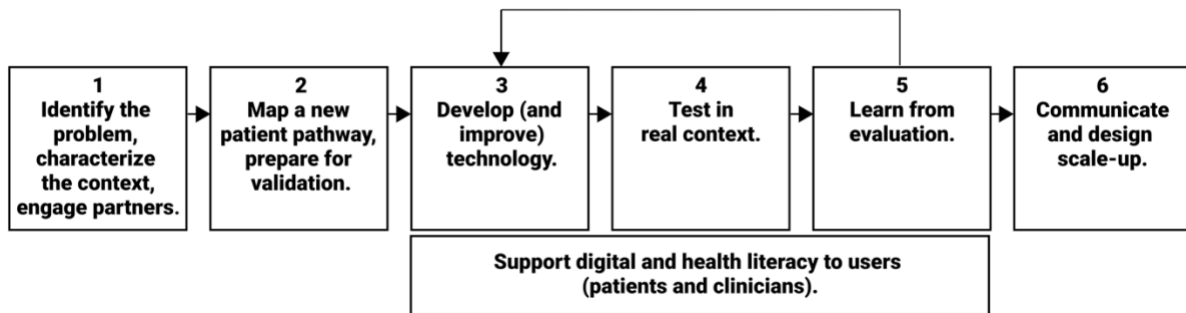 1
Identify the
problem,
characterize
the context,
engage partners.
2
Map a new
patient pathway,
prepare for
validation.
3
Develop (and
improve)
technology.
4
Test in
real context.
5
Learn from
evaluation.
6
Communicate
and design
scale-up.
Support digital and health literacy to users
(patients and clinicians).